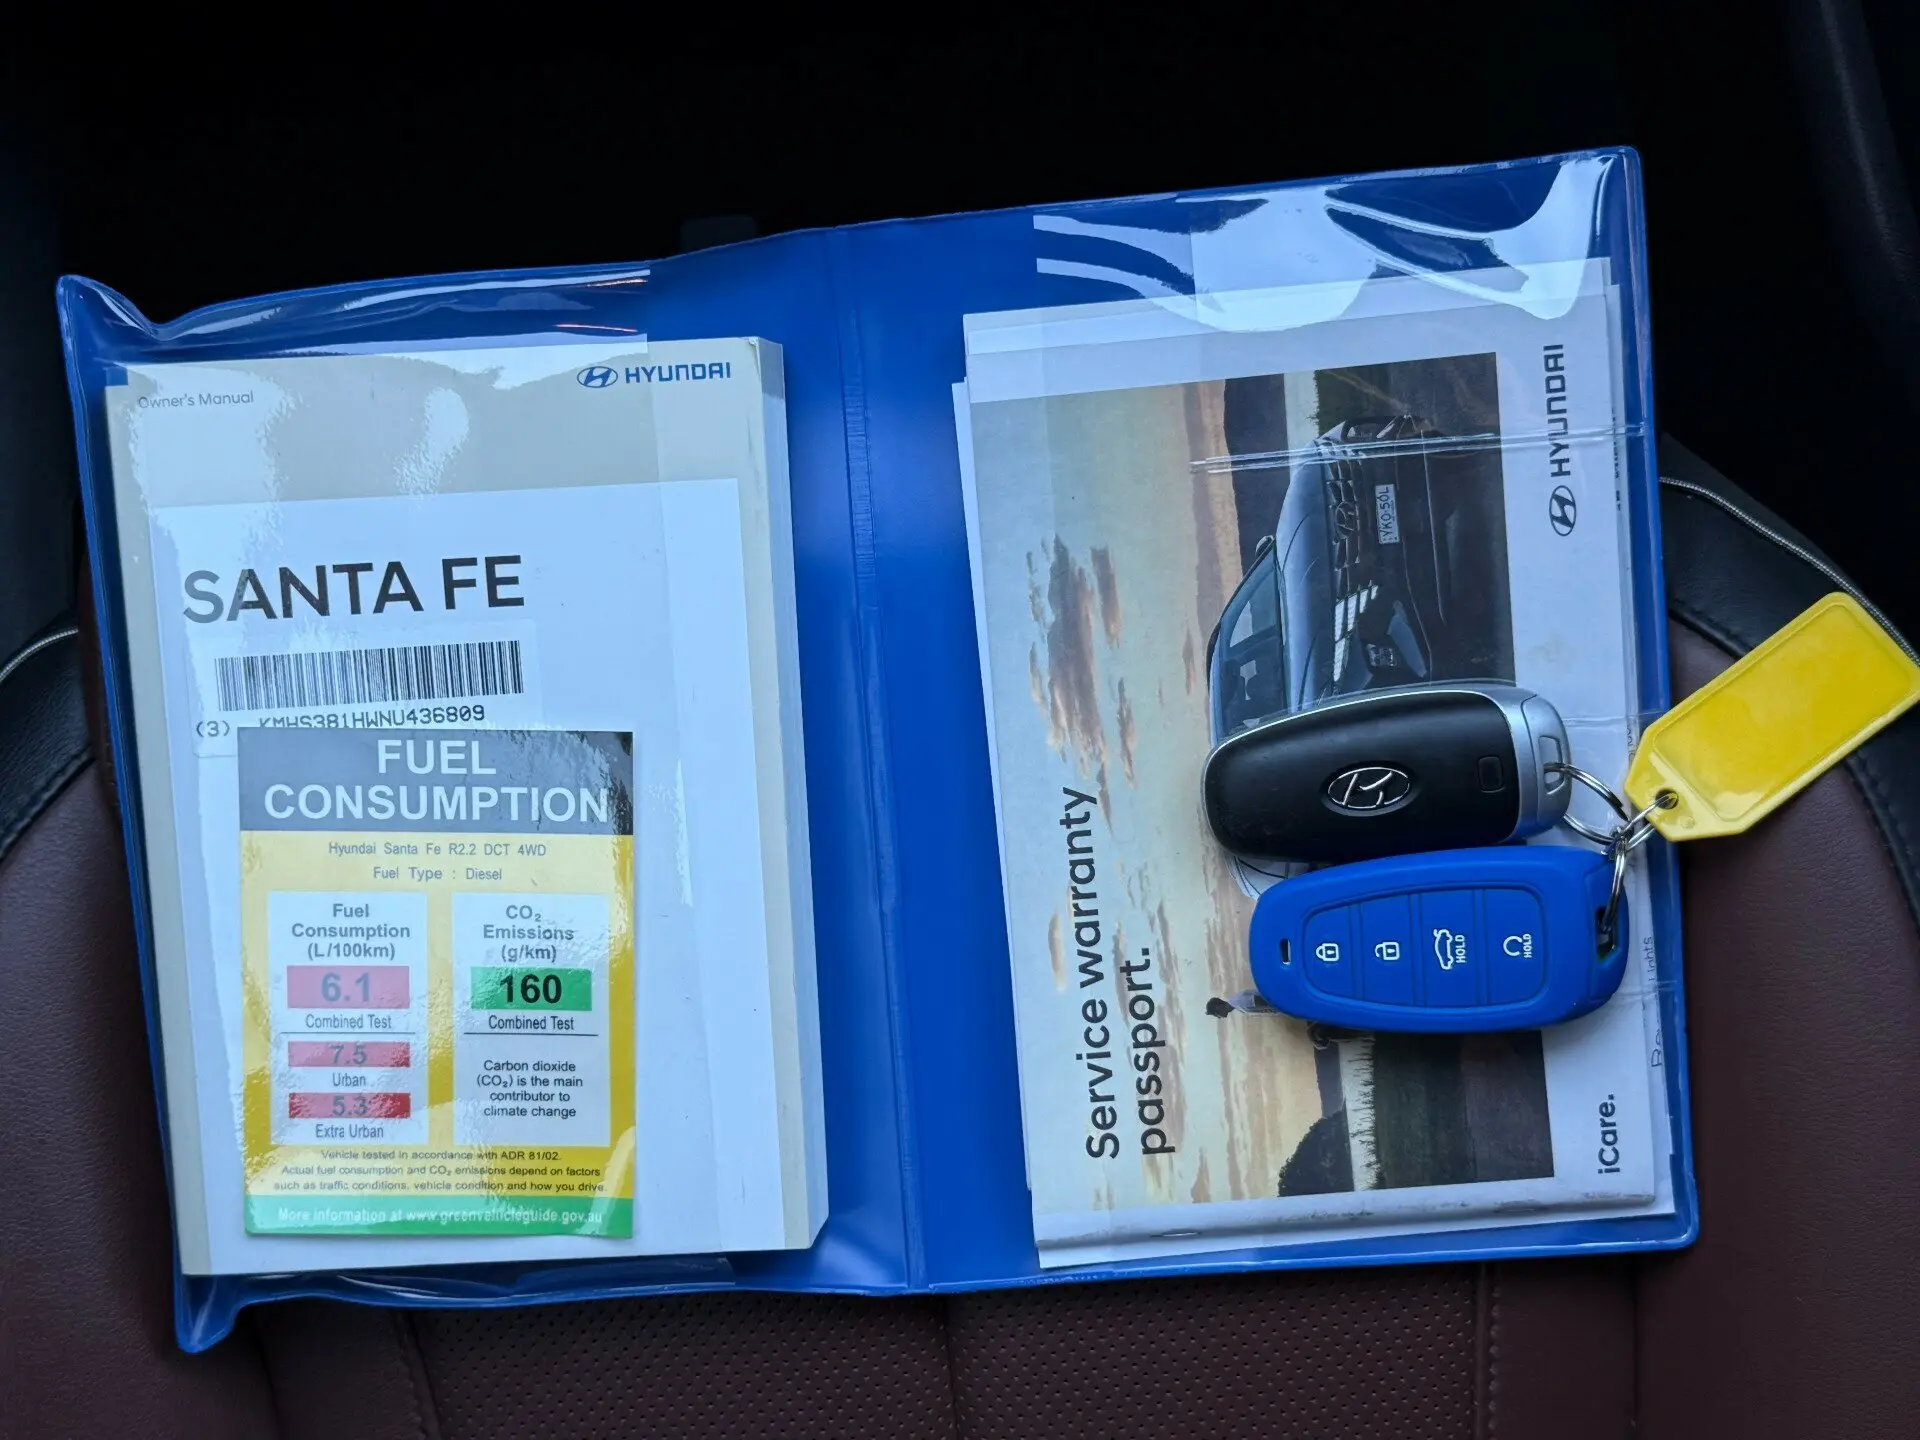 Owner's Manual
HYUNDAI
SANTA FE
(3) KMHS381HWNU436809
FUEL
CONSUMPTION
Hyundai Santa Fe R2.2 DCT 4WD
Fuel Type : Diesel
Fuel
Consumption
(L/100km)
6.1
Combined Test
7.5
Urban
5.3
Extra Urban
CO₂
Emissions
(g/km)
160
Combined Test
Carbon dioxide
(CO₂) is the main
contributor to
climate change
Vehicle tested in accordance with ADR 81/02.
Actual fuel consumption and CO₂ emissions depend on factors
such as traffic conditions, vehicle condition and how you drive.
More information at www.greenvehicleguide.gov.au
HYUNDAI
YKO·50L
Service warranty
passport.
iCare.
HOLD
HOLD